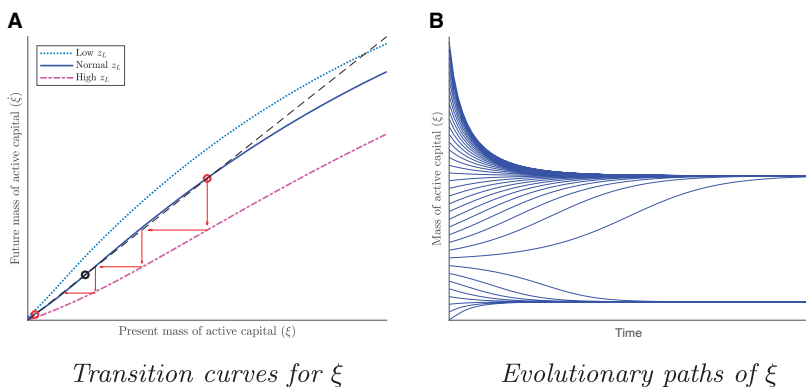 A
Low z_L
Normal z_L
High z_L
Future mass of active capital (ξ̇)
Present mass of active capital (ξ)
Transition curves for ξ
B
Mass of active capital (ξ)
Time
Evolutionary paths of ξ